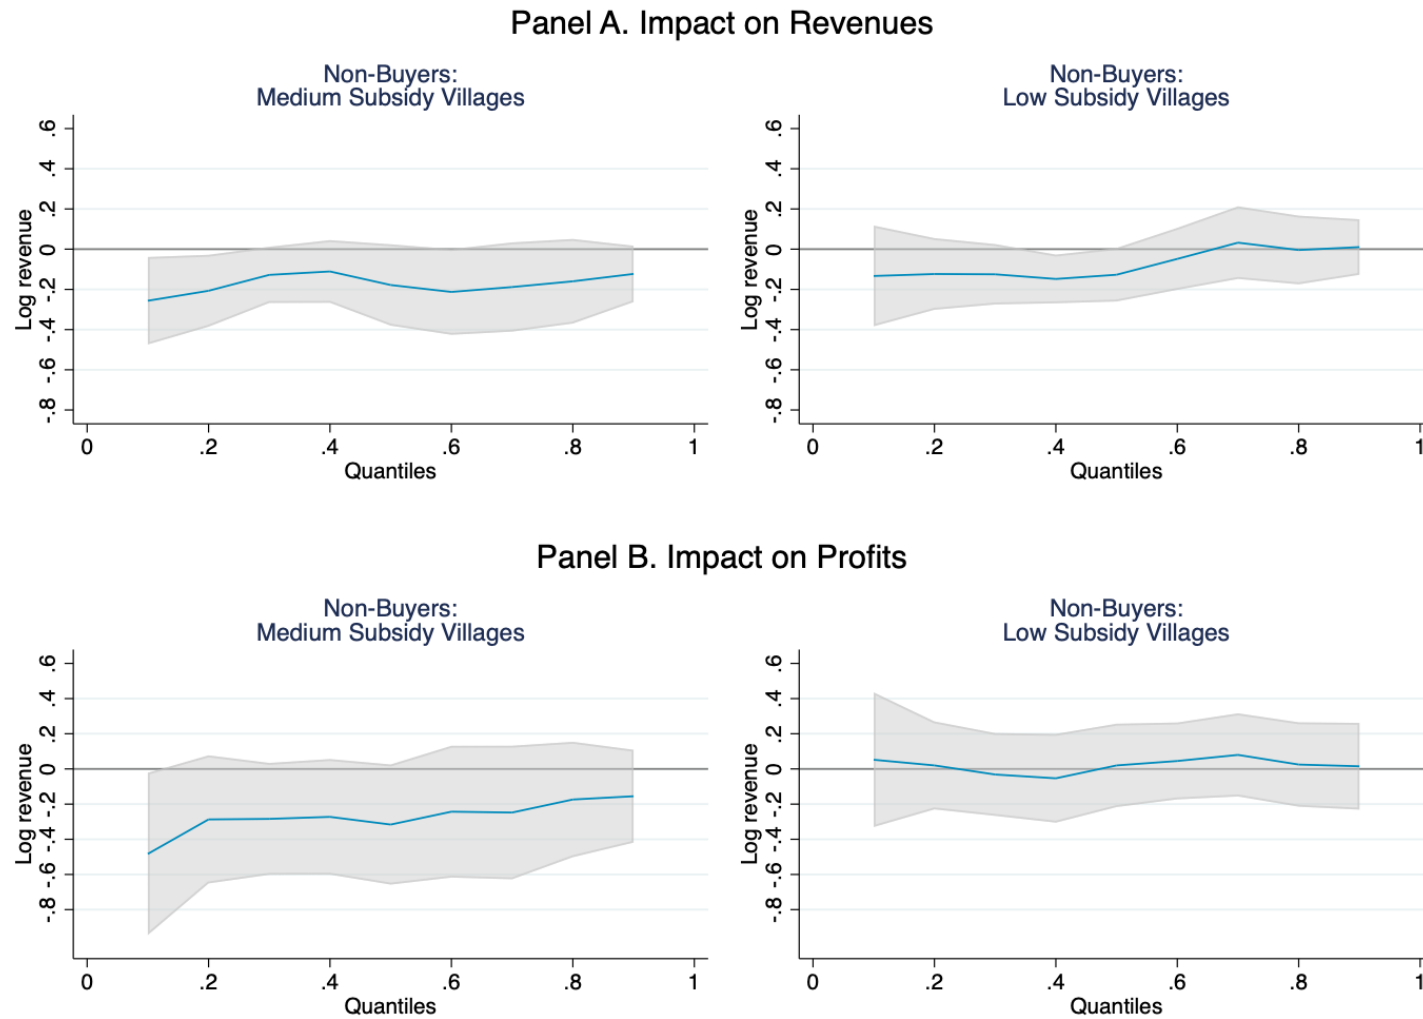 Panel A. Impact on Revenues
Non-Buyers:
Medium Subsidy Villages
Log revenue
.6
.4
.2
0
-.2
-.4
-.6
-.8
0 .2 .4 .6 .8 1
Quantiles
Non-Buyers:
Low Subsidy Villages
Log revenue
.6
.4
.2
0
-.2
-.4
-.6
-.8
0 .2 .4 .6 .8 1
Quantiles
Panel B. Impact on Profits
Non-Buyers:
Medium Subsidy Villages
Log revenue
.6
.4
.2
0
-.2
-.4
-.6
-.8
0 .2 .4 .6 .8 1
Quantiles
Non-Buyers:
Low Subsidy Villages
Log revenue
.6
.4
.2
0
-.2
-.4
-.6
-.8
0 .2 .4 .6 .8 1
Quantiles